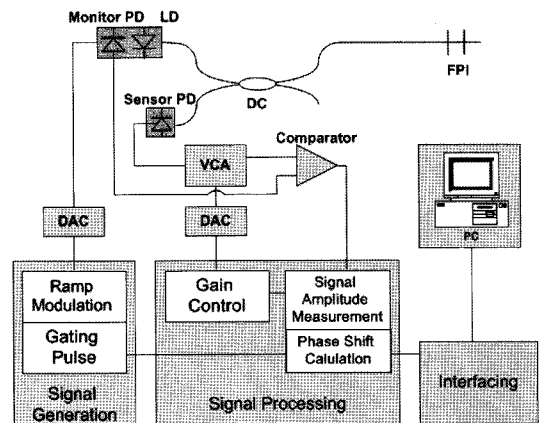 Monitor PD LD
FPI
DC
Sensor PD
Comparator
VCA
DAC
DAC
PC
Ramp
Modulation
Gating
Pulse
Signal
Generation
Gain
Control
Signal
Amplitude
Measurement
Phase Shift
Calulation
Signal Processing
Interfacing